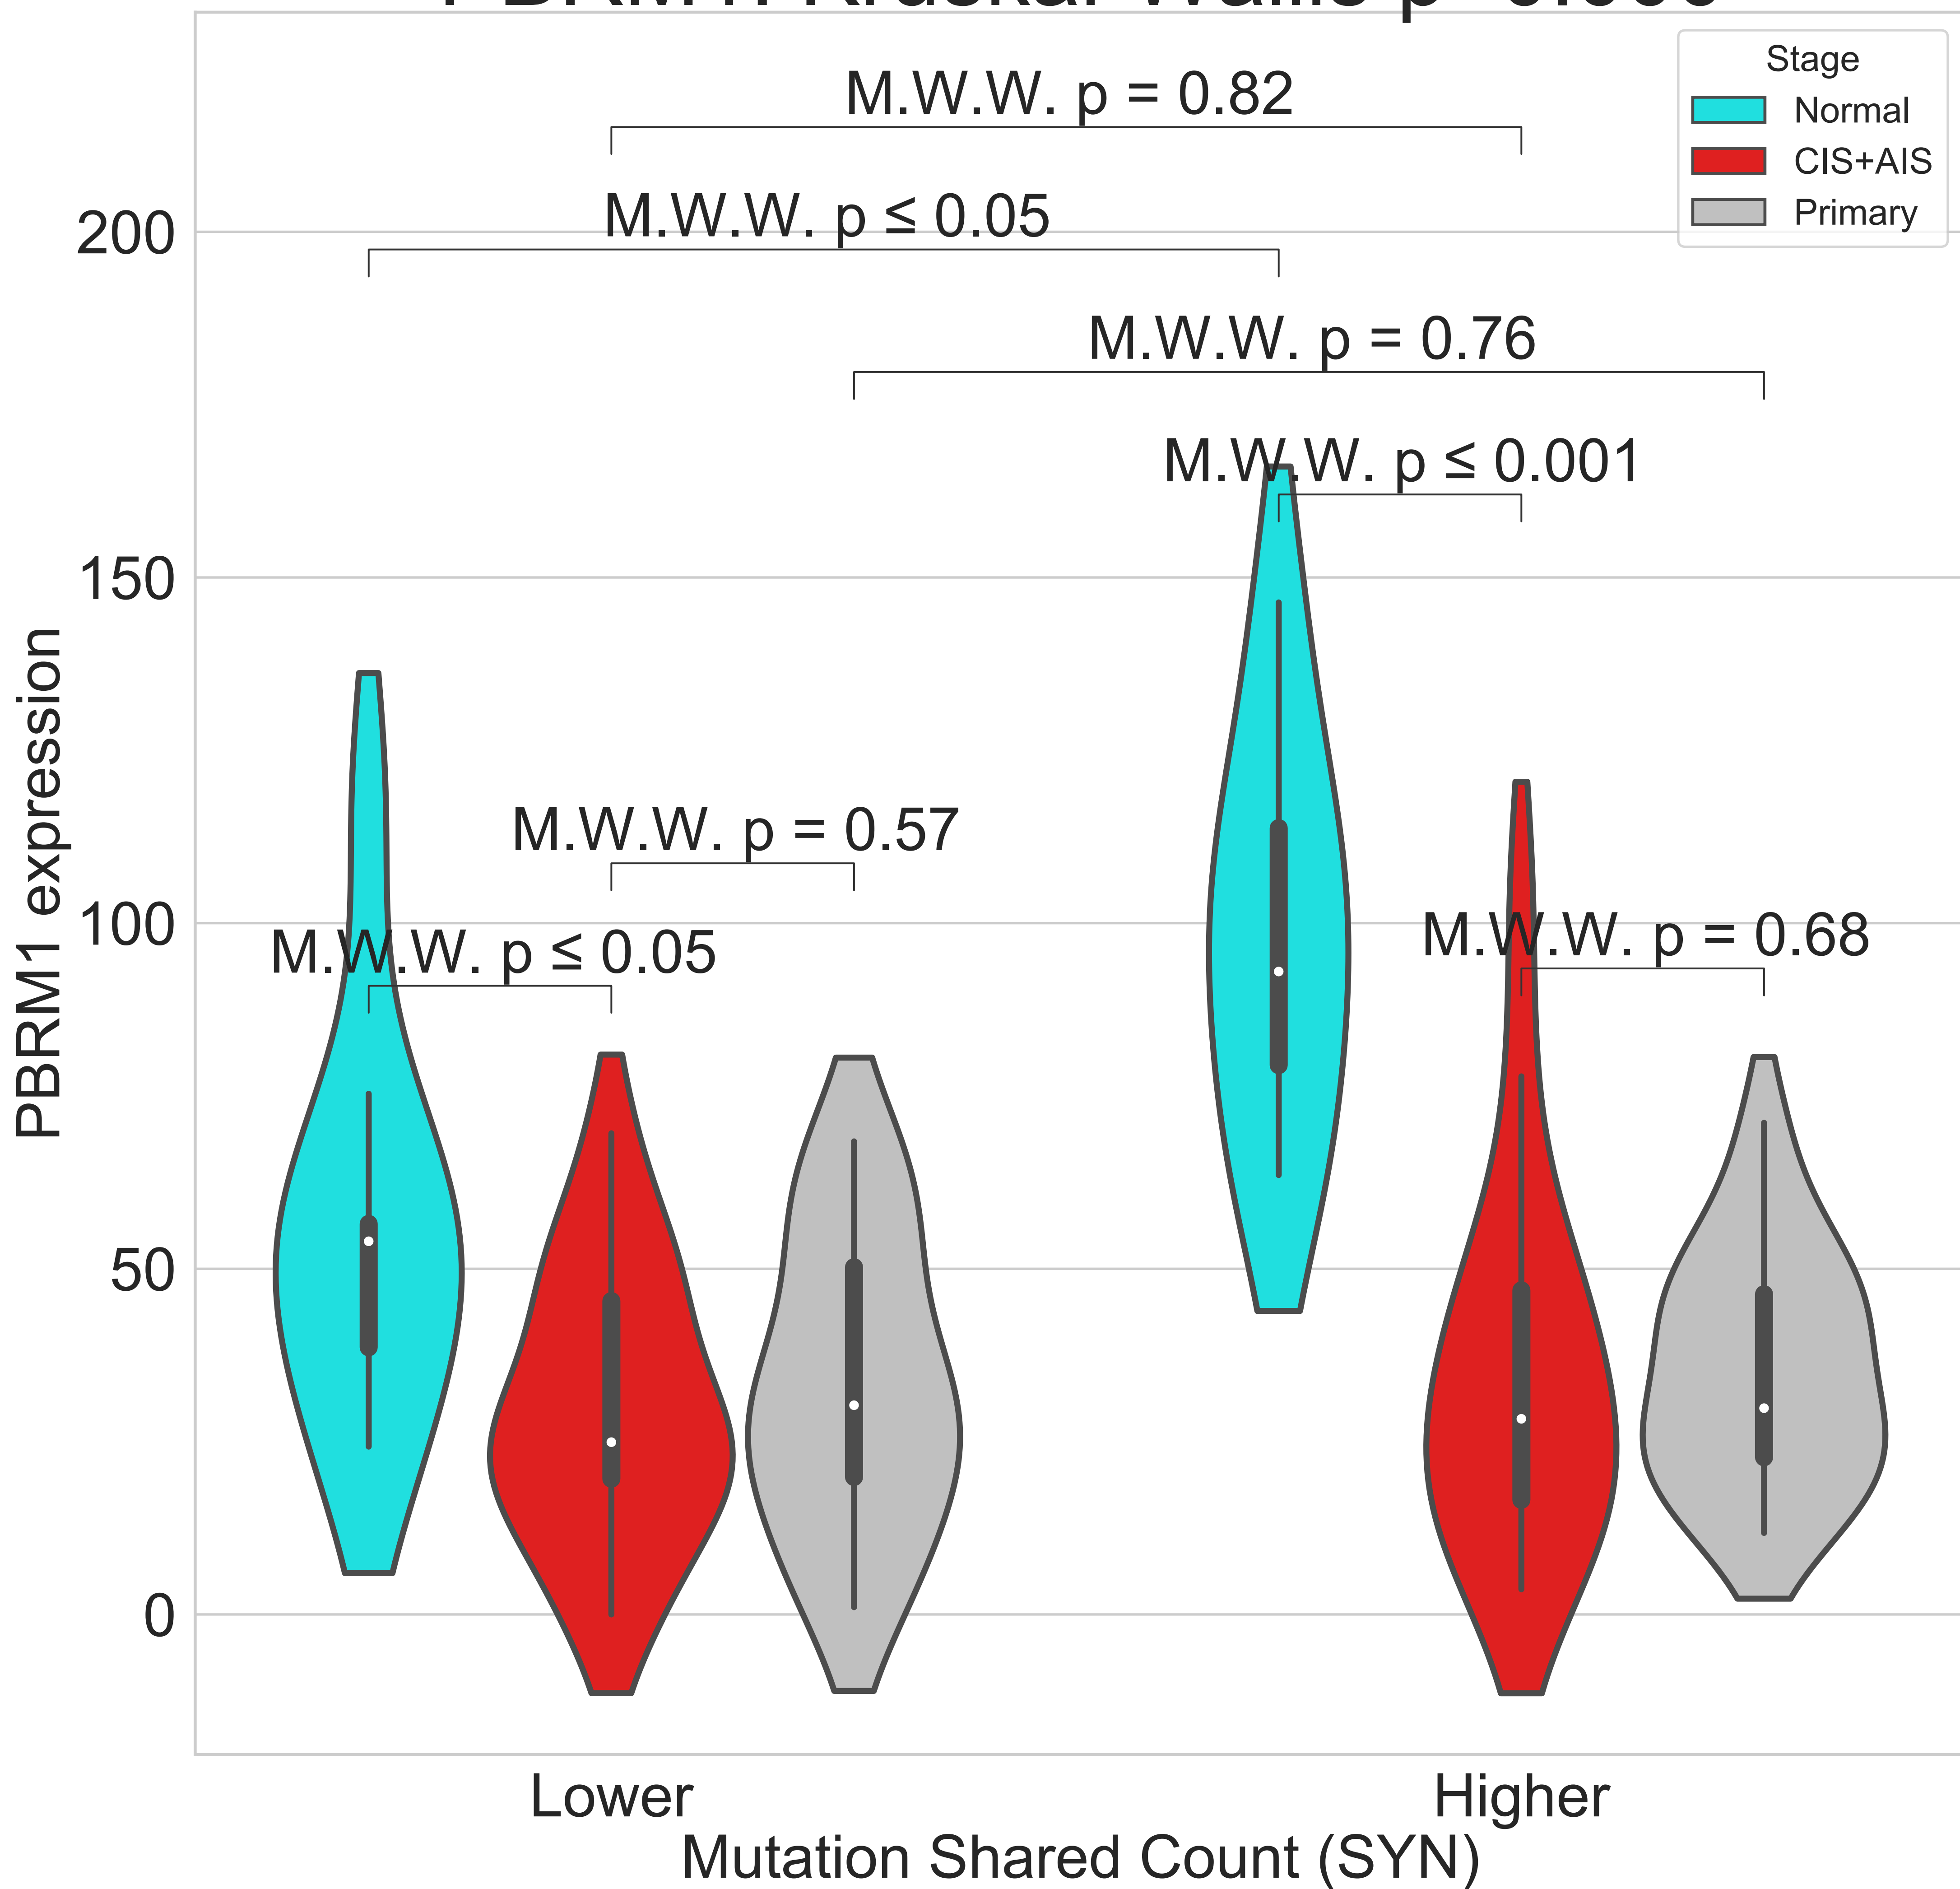 M.W.W. p = 0.82
Stage
Normal
CIS+AIS
Primary
M.W.W. p ≤ 0.05
M.W.W. p = 0.76
M.W.W. p ≤ 0.001
M.W.W. p = 0.57
M.W.W. p = 0.68
M.W.W. p ≤ 0.05
PBRM1 expression
200
150
100
50
0
Lower
Higher
Mutation Shared Count (SYN)